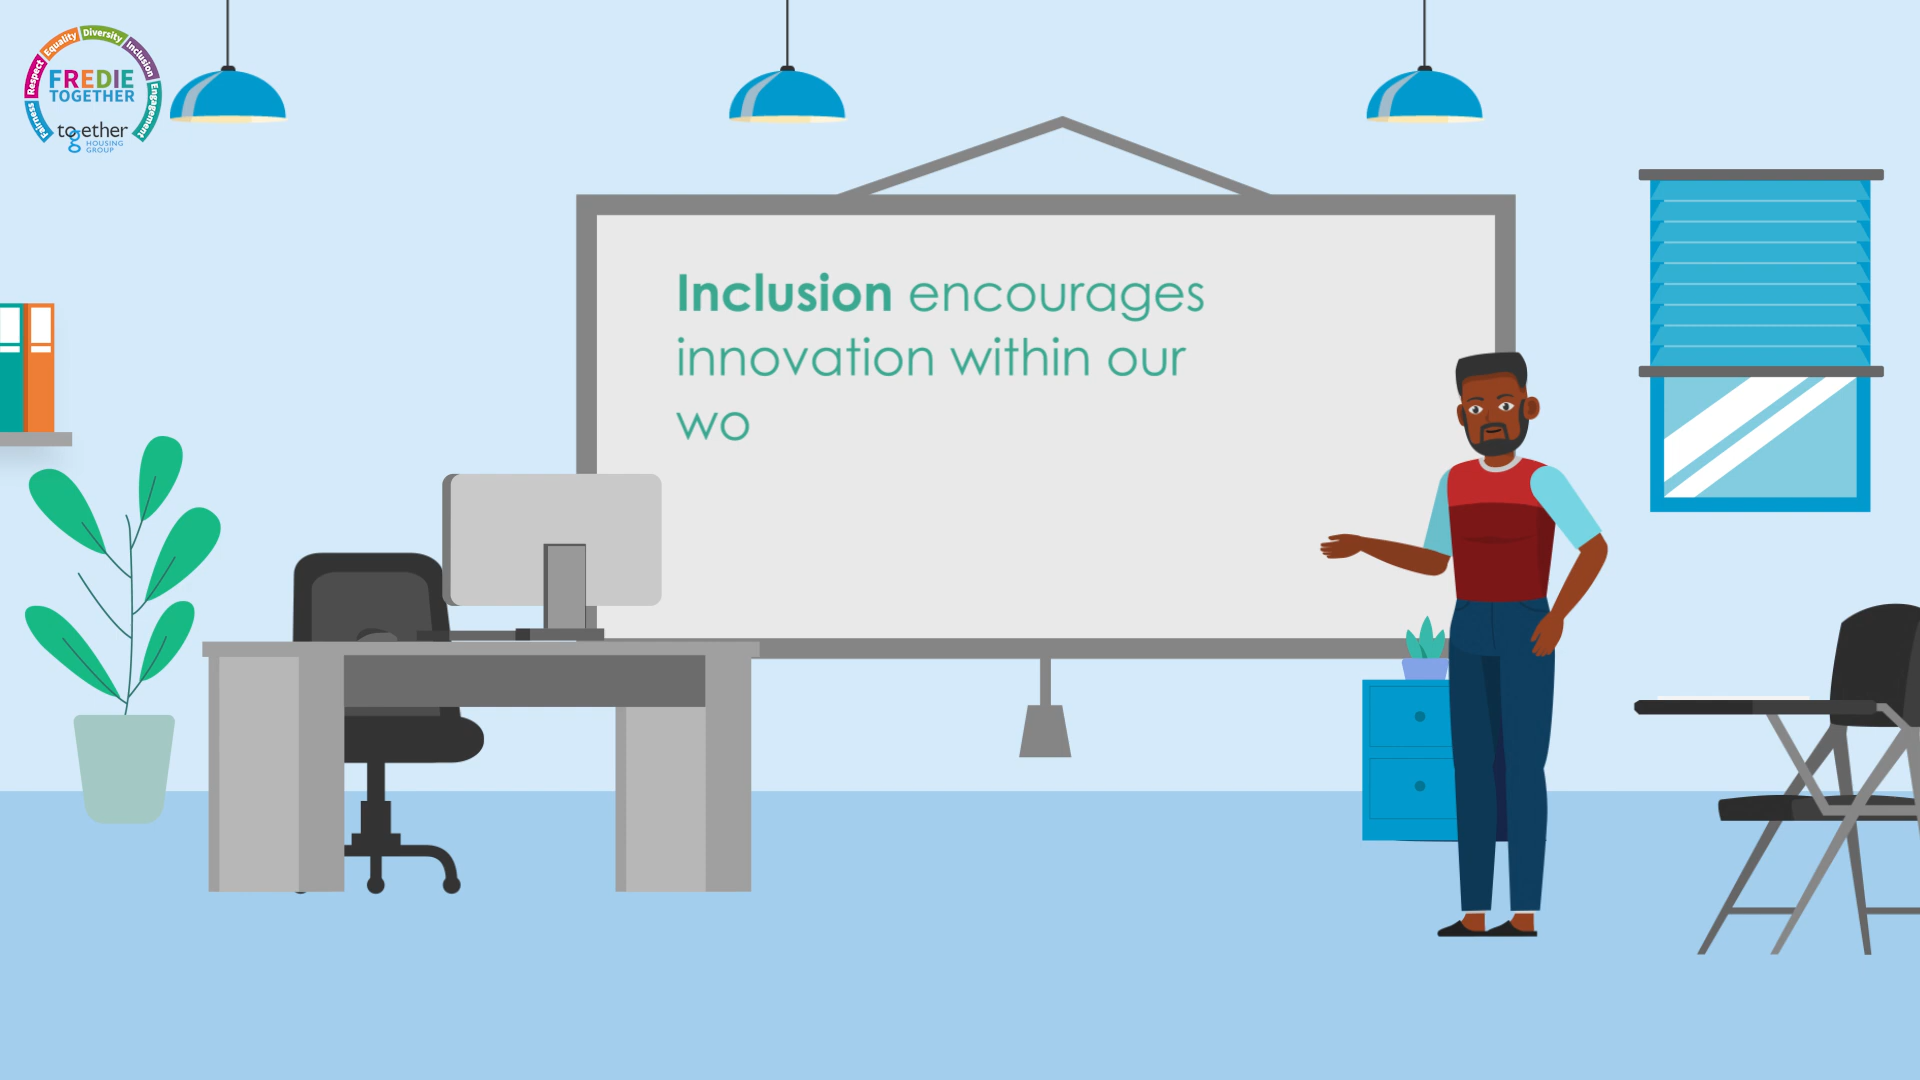 Fairness Respect Equality Diversity Inclusion Engagement
FREDIE
TOGETHER
together
HOUSING
GROUP
Inclusion encourages
innovation within our
wo